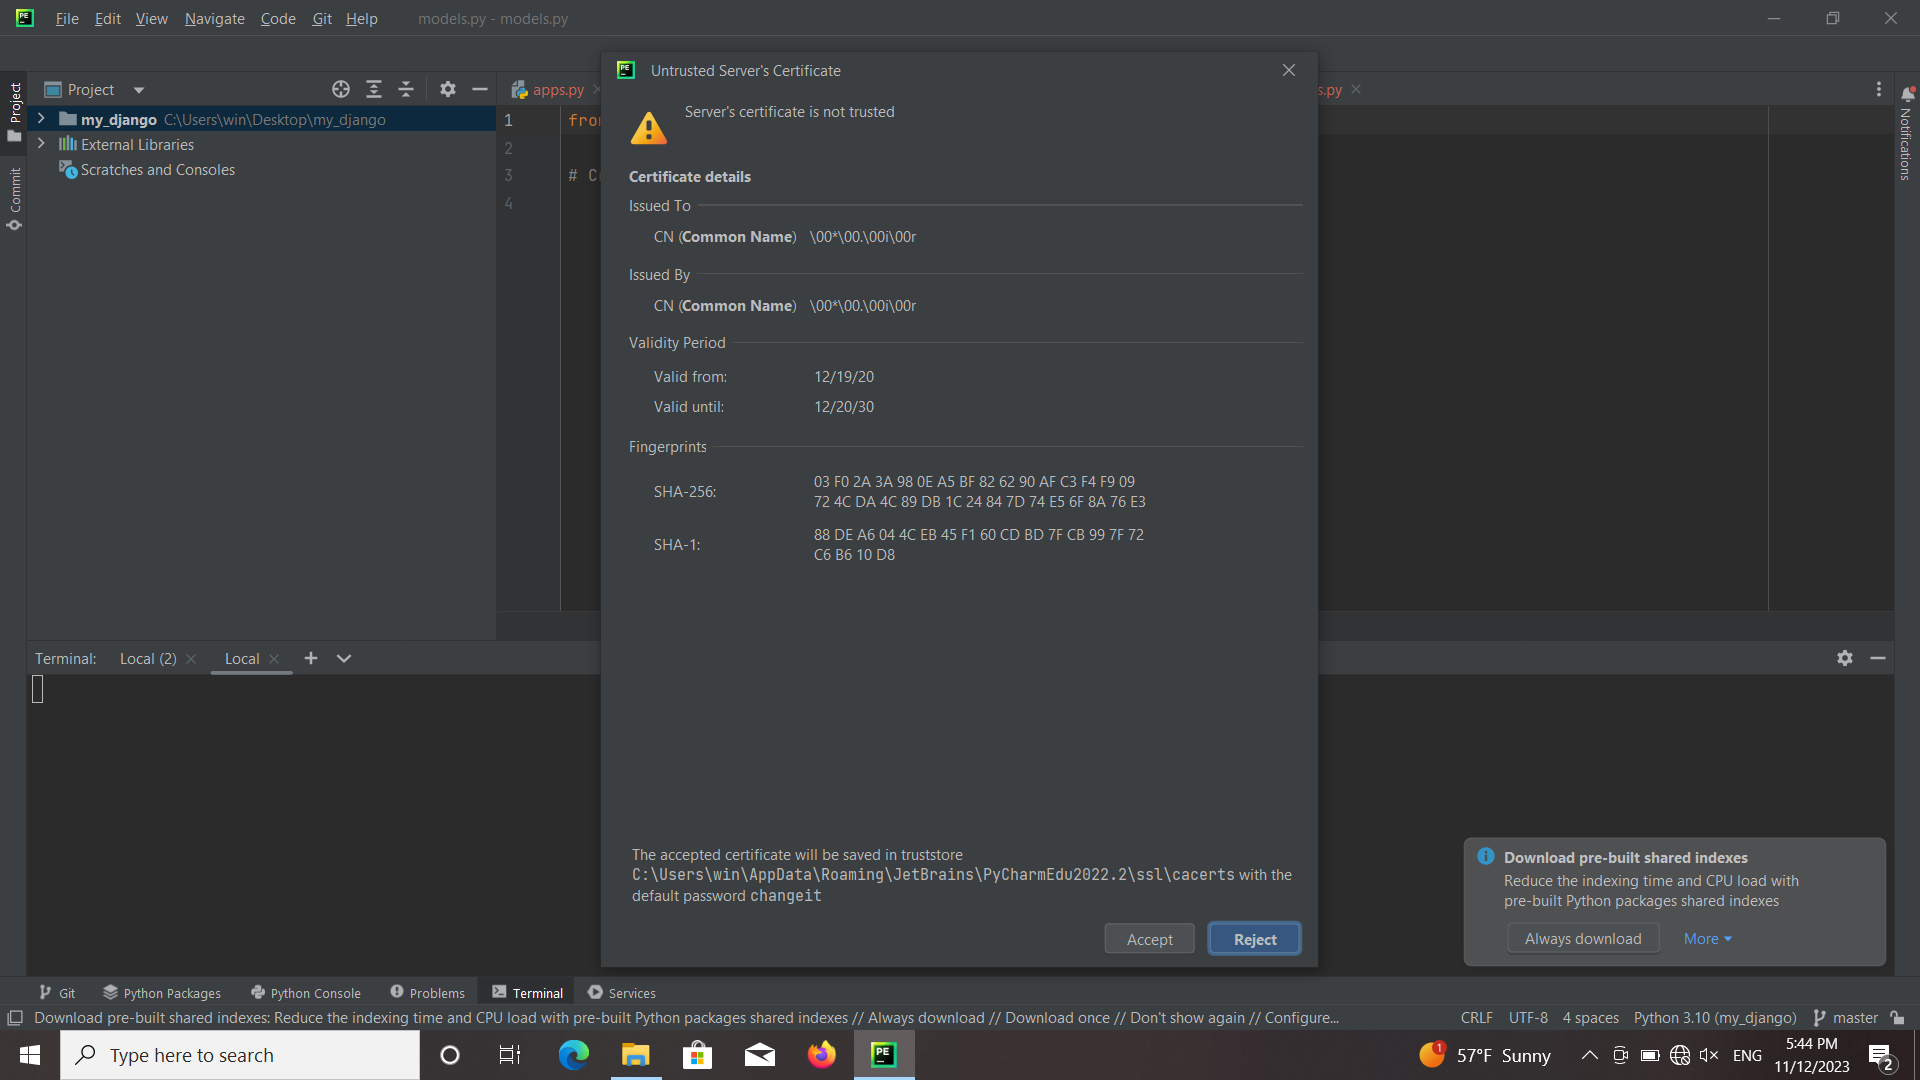 File Edit View Navigate Code Git Help models.py - models.py
Project
my_django C:\Users\win\Desktop\my_django
External Libraries
Scratches and Consoles
Project
Commit
apps.py
s.py
Notifications
1 fro
2
3 # C
4
Untrusted Server's Certificate
Server's certificate is not trusted
Certificate details
Issued To
CN (Common Name) \00*\00.\00i\00r
Issued By
CN (Common Name) \00*\00.\00i\00r
Validity Period
Valid from: 12/19/20
Valid until: 12/20/30
Fingerprints
SHA-256: 03 F0 2A 3A 98 0E A5 BF 82 62 90 AF C3 F4 F9 09
72 4C DA 4C 89 DB 1C 24 84 7D 74 E5 6F 8A 76 E3
SHA-1: 88 DE A6 04 4C EB 45 F1 60 CD BD 7F CB 99 7F 72
C6 B6 10 D8
The accepted certificate will be saved in truststore
C:\Users\win\AppData\Roaming\JetBrains\PyCharmEdu2022.2\ssl\cacerts with the
default password changeit
Accept Reject
Terminal: Local (2) Local
Download pre-built shared indexes
Reduce the indexing time and CPU load with
pre-built Python packages shared indexes
Always download More
Git Python Packages Python Console Problems Terminal Services
Download pre-built shared indexes: Reduce the indexing time and CPU load with pre-built Python packages shared indexes // Always download // Download once // Don't show again // Configure... CRLF UTF-8 4 spaces Python 3.10 (my_django) master
Type here to search
1 57°F Sunny ENG
5:44 PM
11/12/2023
2